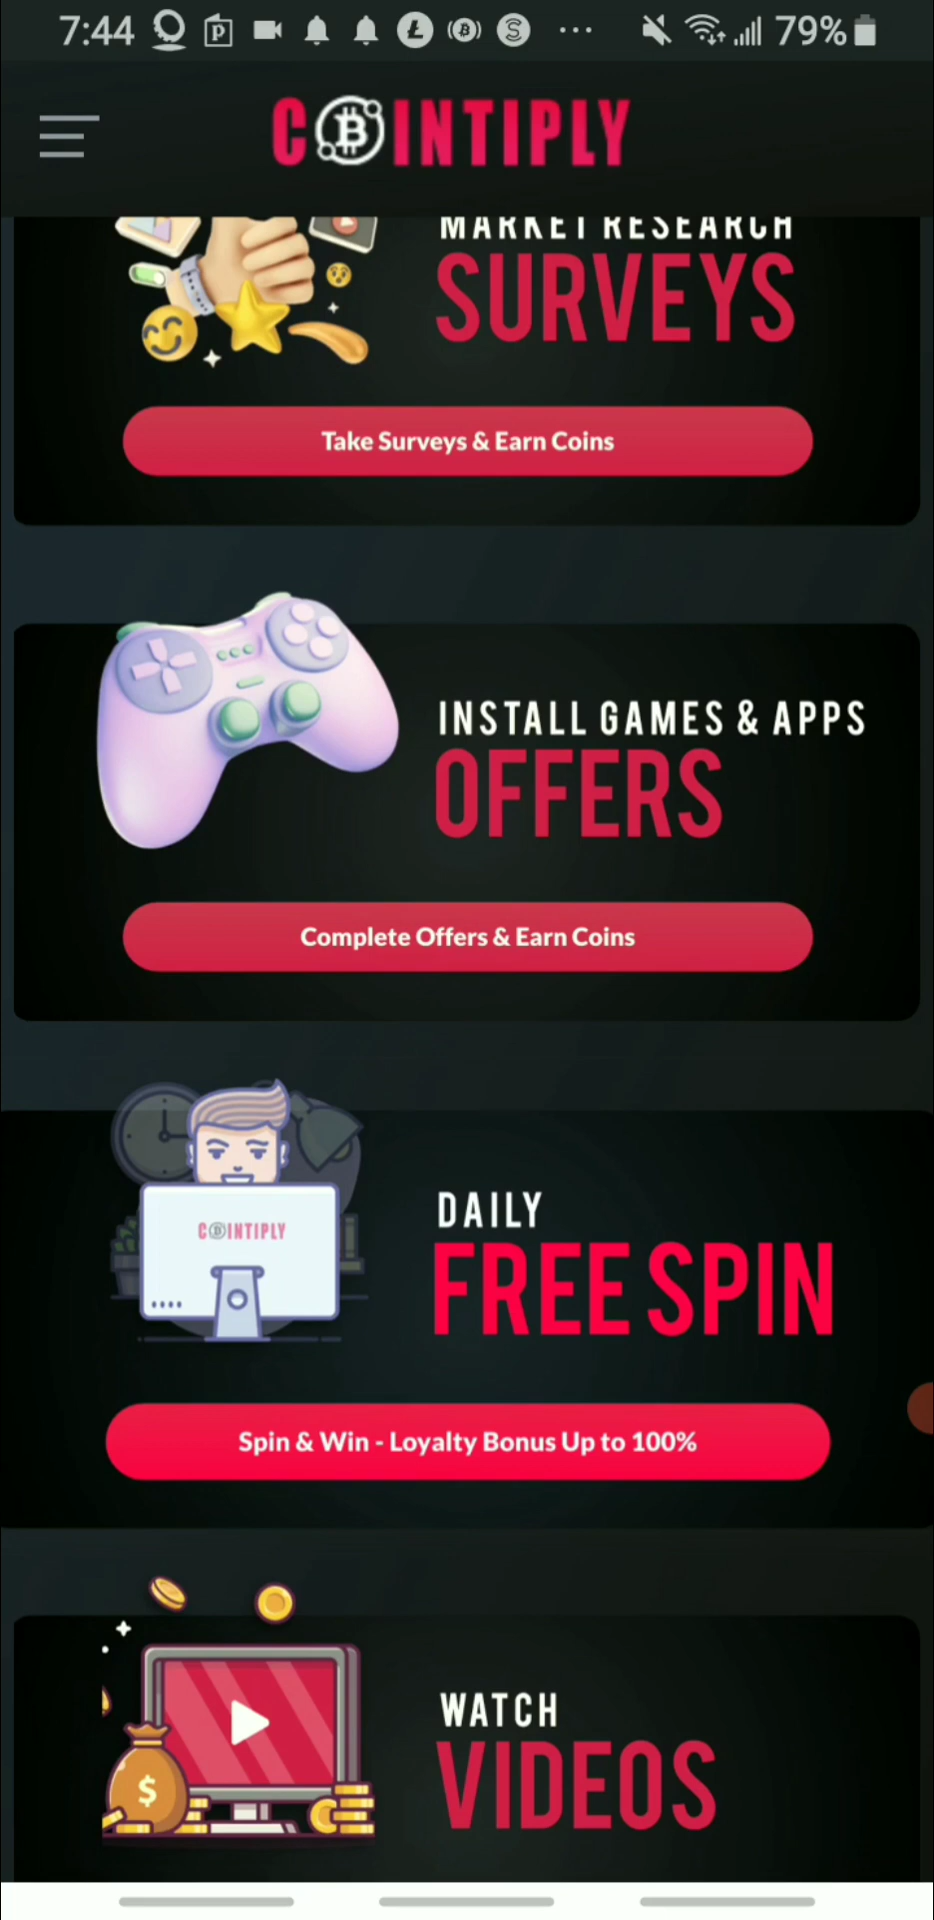 7:44
79%
COINTIPLY
MARKET RESEARCH
SURVEYS
Take Surveys & Earn Coins
INSTALL GAMES & APPS
OFFERS
Complete Offers & Earn Coins
COINTIPLY
DAILY
FREE SPIN
Spin & Win - Loyalty Bonus Up to 100%
$
WATCH
VIDEOS